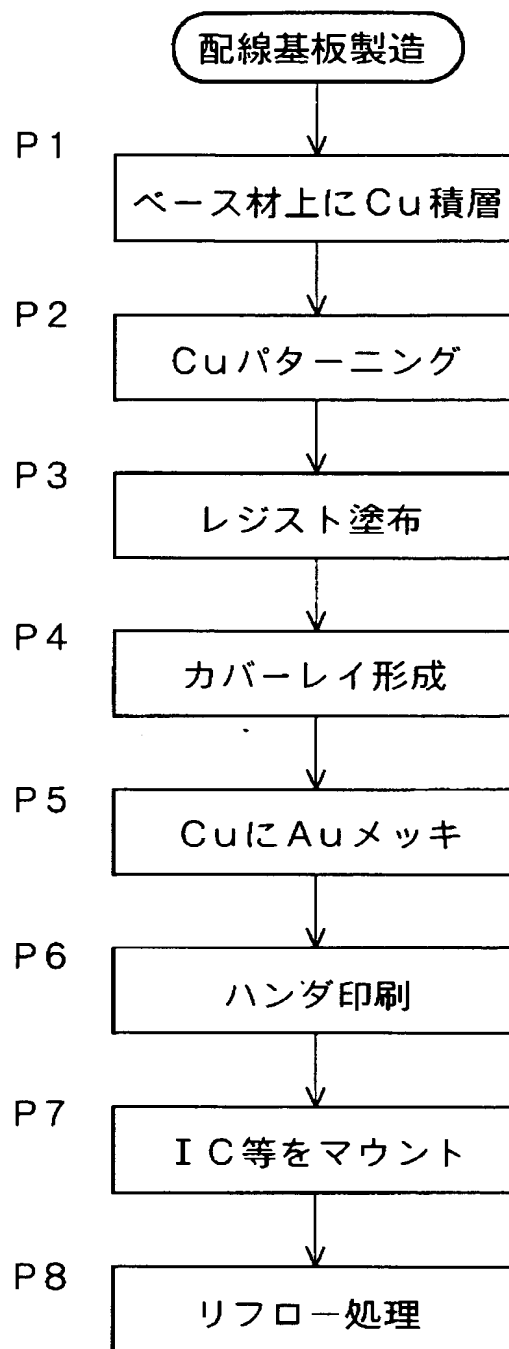 配線基板製造
P1
ベース材上にCu積層
P2
Cuパターニング
P3
レジスト塗布
P4
カバーレイ形成
P5
CuにAuメッキ
P6
ハンダ印刷
P7
IC等をマウント
P8
リフロー処理